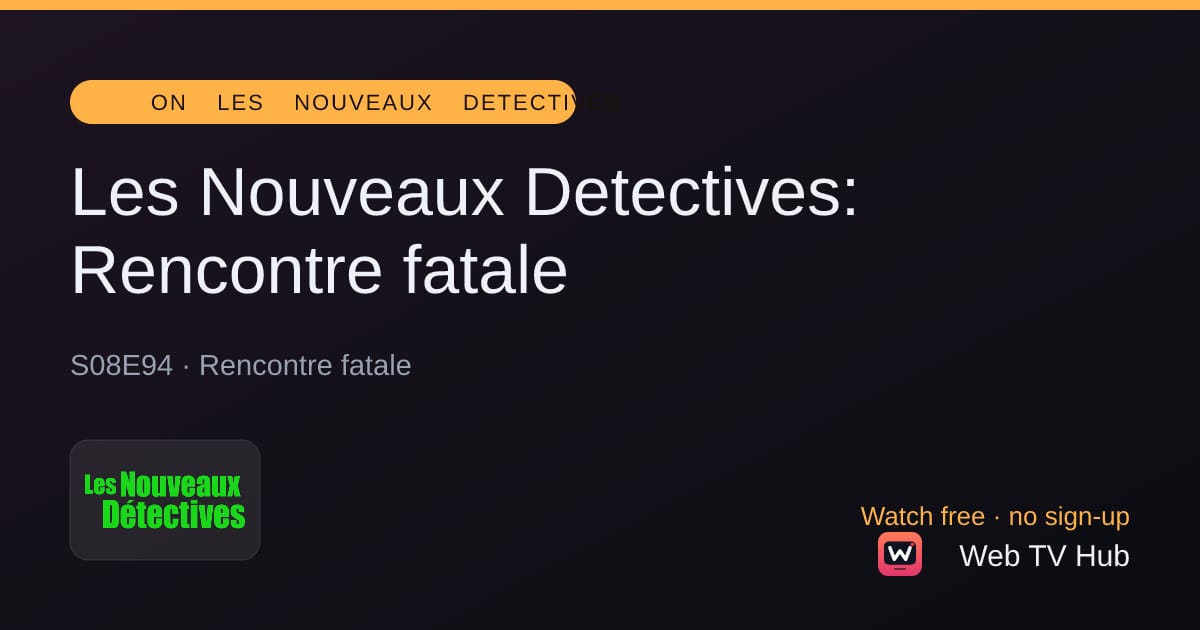 ON LES NOUVEAUX DETECTIVES
Les Nouveaux Detectives:
Rencontre fatale
S08E94 · Rencontre fatale
Les Nouveaux
Détectives
Watch free · no sign-up
W
Web TV Hub